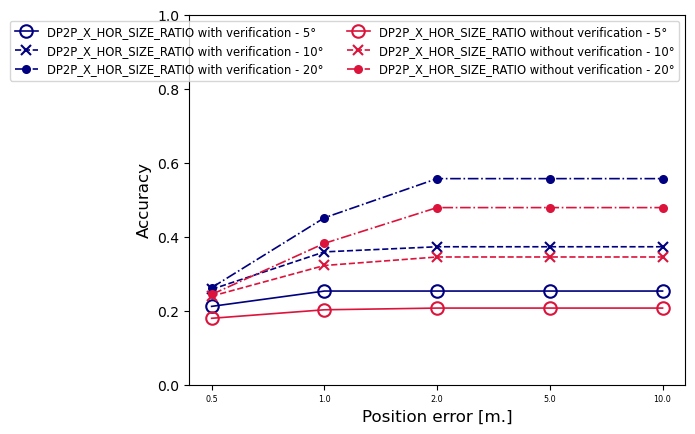 1.0
DP2P_X_HOR_SIZE_RATIO with verification - 5°
DP2P_X_HOR_SIZE_RATIO without verification - 5°
DP2P_X_HOR_SIZE_RATIO with verification - 10°
DP2P_X_HOR_SIZE_RATIO without verification - 10°
DP2P_X_HOR_SIZE_RATIO with verification - 20°
DP2P_X_HOR_SIZE_RATIO without verification - 20°
0.8
0.6
0.4
0.2
0.0
Accuracy
0.5 1.0 2.0 5.0 10.0
Position error [m.]